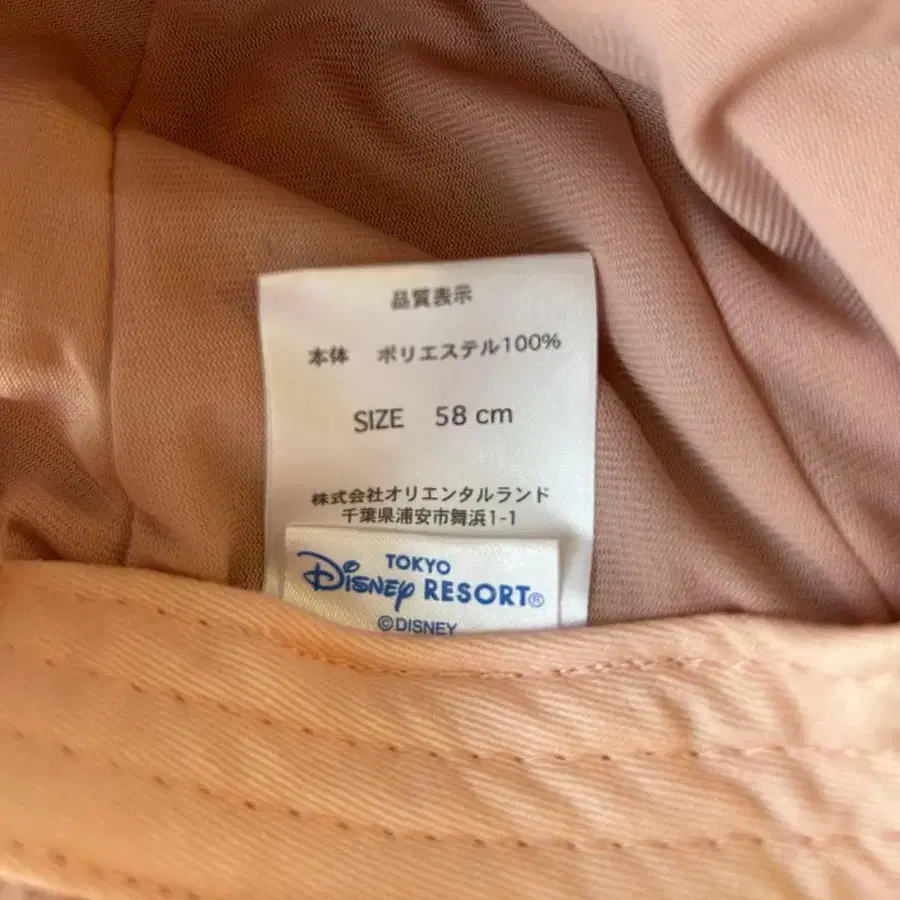 品質表示
本体 ポリエステル100%
SIZE 58 cm
株式会社オリエンタルランド
千葉県浦安市舞浜1-1
TOKYO
Disney RESORT®
©DISNEY